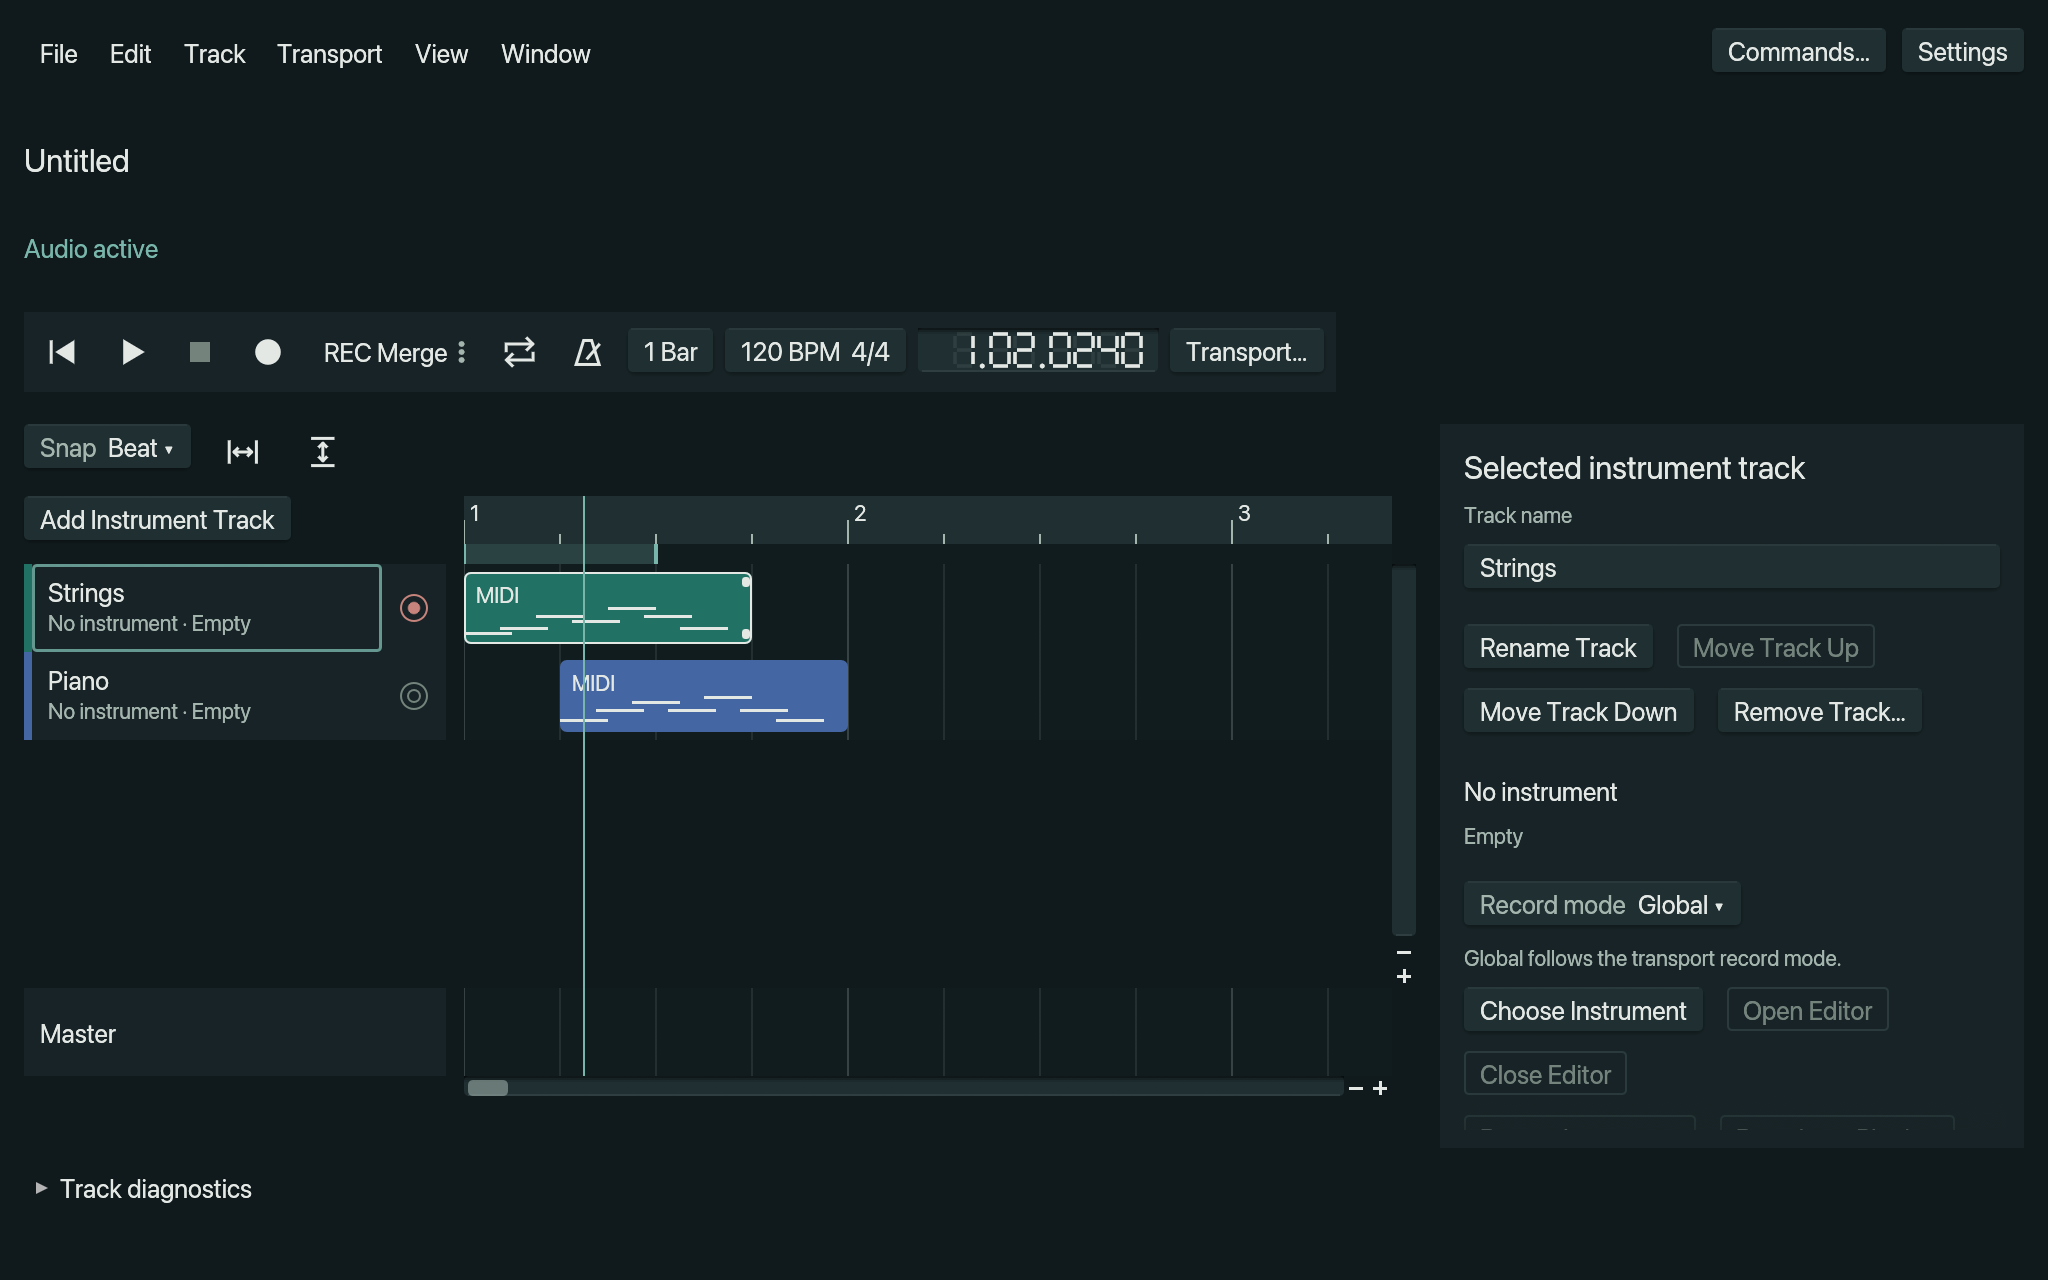 File Edit Track Transport View Window Commands... Settings
Untitled
Audio active
REC Merge 1 Bar 120 BPM 4/4 1.02.0240 Transport...
Snap Beat
Add Instrument Track
1 2 3
Strings
No instrument · Empty
MIDI
Piano
No instrument · Empty
MIDI
Master
Track diagnostics
Selected instrument track
Track name
Strings
Rename Track Move Track Up
Move Track Down Remove Track...
No instrument
Empty
Record mode Global
Global follows the transport record mode.
Choose Instrument Open Editor
Close Editor